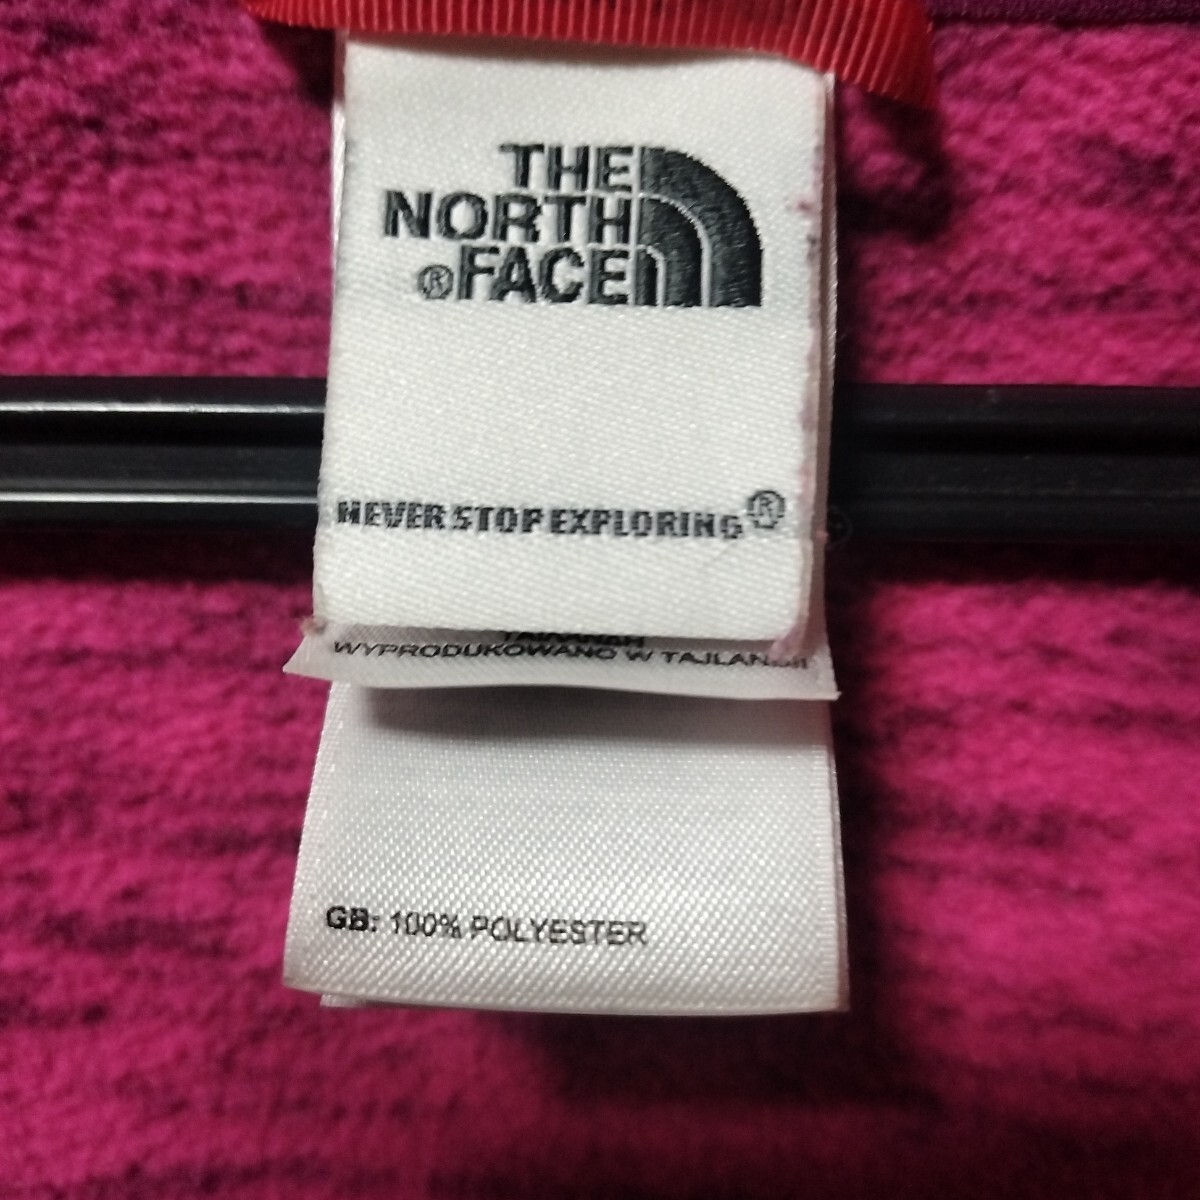 THE
NORTH
®FACE
NEVER STOP EXPLORING®
WYPRODUKOWANO W TAJLANDII
GB: 100% POLYESTER